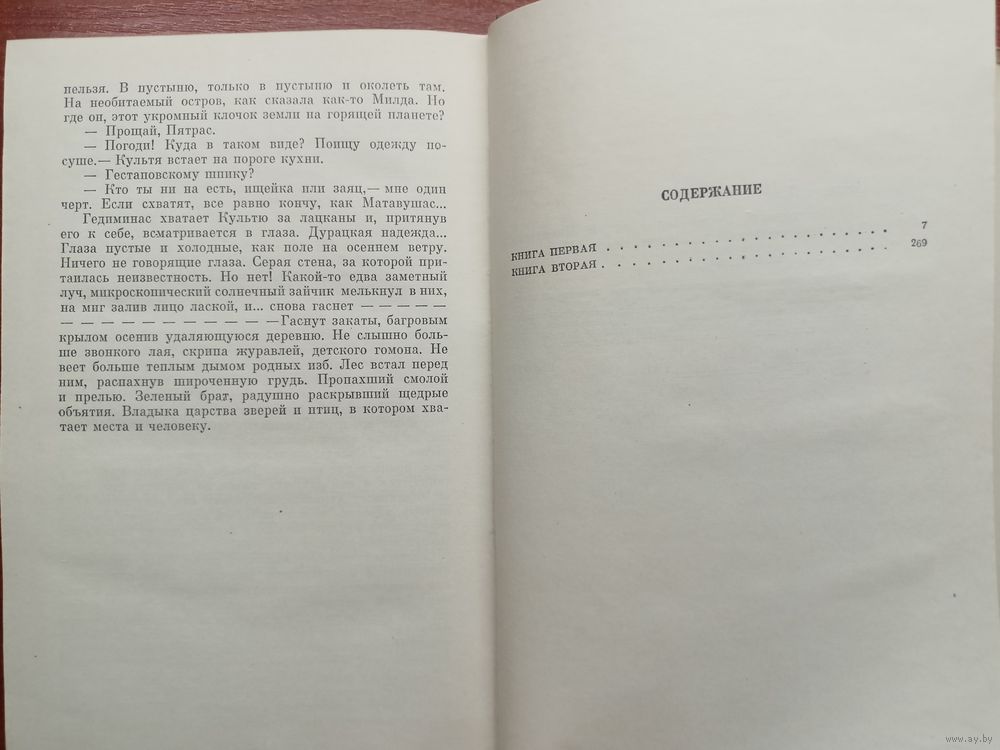 нельзя. В пустыню, только в пустыню и околеть там.
На необитаемый остров, как сказала как-то Милда. Но
где он, этот укромный клочок земли на горящей планете?
— Прощай, Пятрас.
— Погоди! Куда в таком виде? Поищу одежду по-
суше.— Культя встает на пороге кухни.
— Гестаповскому шпику?
— Кто ты ни на есть, ищейка или заяц,— мне один
черт. Если схватят, все равно кончу, как Матавушас...
Гедиминас хватает Культю за лацканы и, притянув
его к себе, всматривается в глаза. Дурацкая надежда...
Глаза пустые и холодные, как поле на осеннем ветру.
Ничего не говорящие глаза. Серая стена, за которой при-
таилась неизвестность. Но нет! Какой-то едва заметный
луч, микроскопический солнечный зайчик мелькнул в них,
на миг залив лицо лаской, и... снова гаснет — — — — —
— — — — — — — — — — —Гаснут закаты, багровым
крылом осенив удаляющуюся деревню. Не слышно боль-
ше звонкого лая, скрипа журавлей, детского гомона. Не
веет больше теплым дымом родных изб. Лес встал перед
ним, распахнув широченную грудь. Пропахший смолой
и прелью. Зеленый брат, радушно раскрывший щедрые
объятия. Владыка царства зверей и птиц, в котором хва-
тает места и человеку.
СОДЕРЖАНИЕ
КНИГА ПЕРВАЯ . . . . . . . . . . . . . . . . . . . . . 7
КНИГА ВТОРАЯ . . . . . . . . . . . . . . . . . . . . . 269
www.ay.by